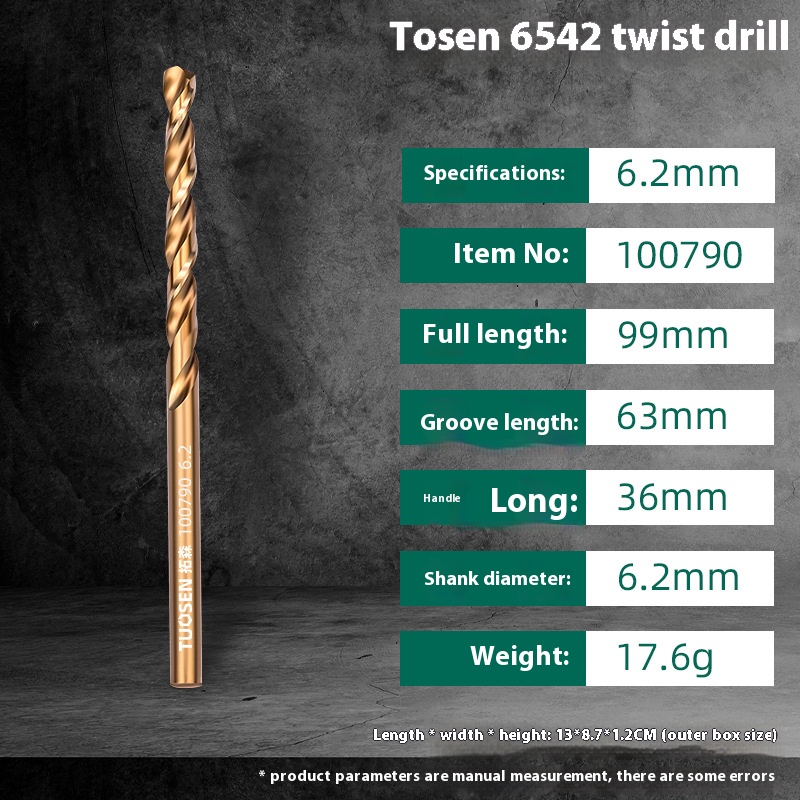 Tosen 6542 twist drill
Specifications: 6.2mm
Item No: 100790
Full length: 99mm
Groove length: 63mm
Handle Long: 36mm
Shank diameter: 6.2mm
Weight: 17.6g
TUOSEN 拓森 100790 6.2
Length * width * height: 13*8.7*1.2CM (outer box size)
* product parameters are manual measurement, there are some errors